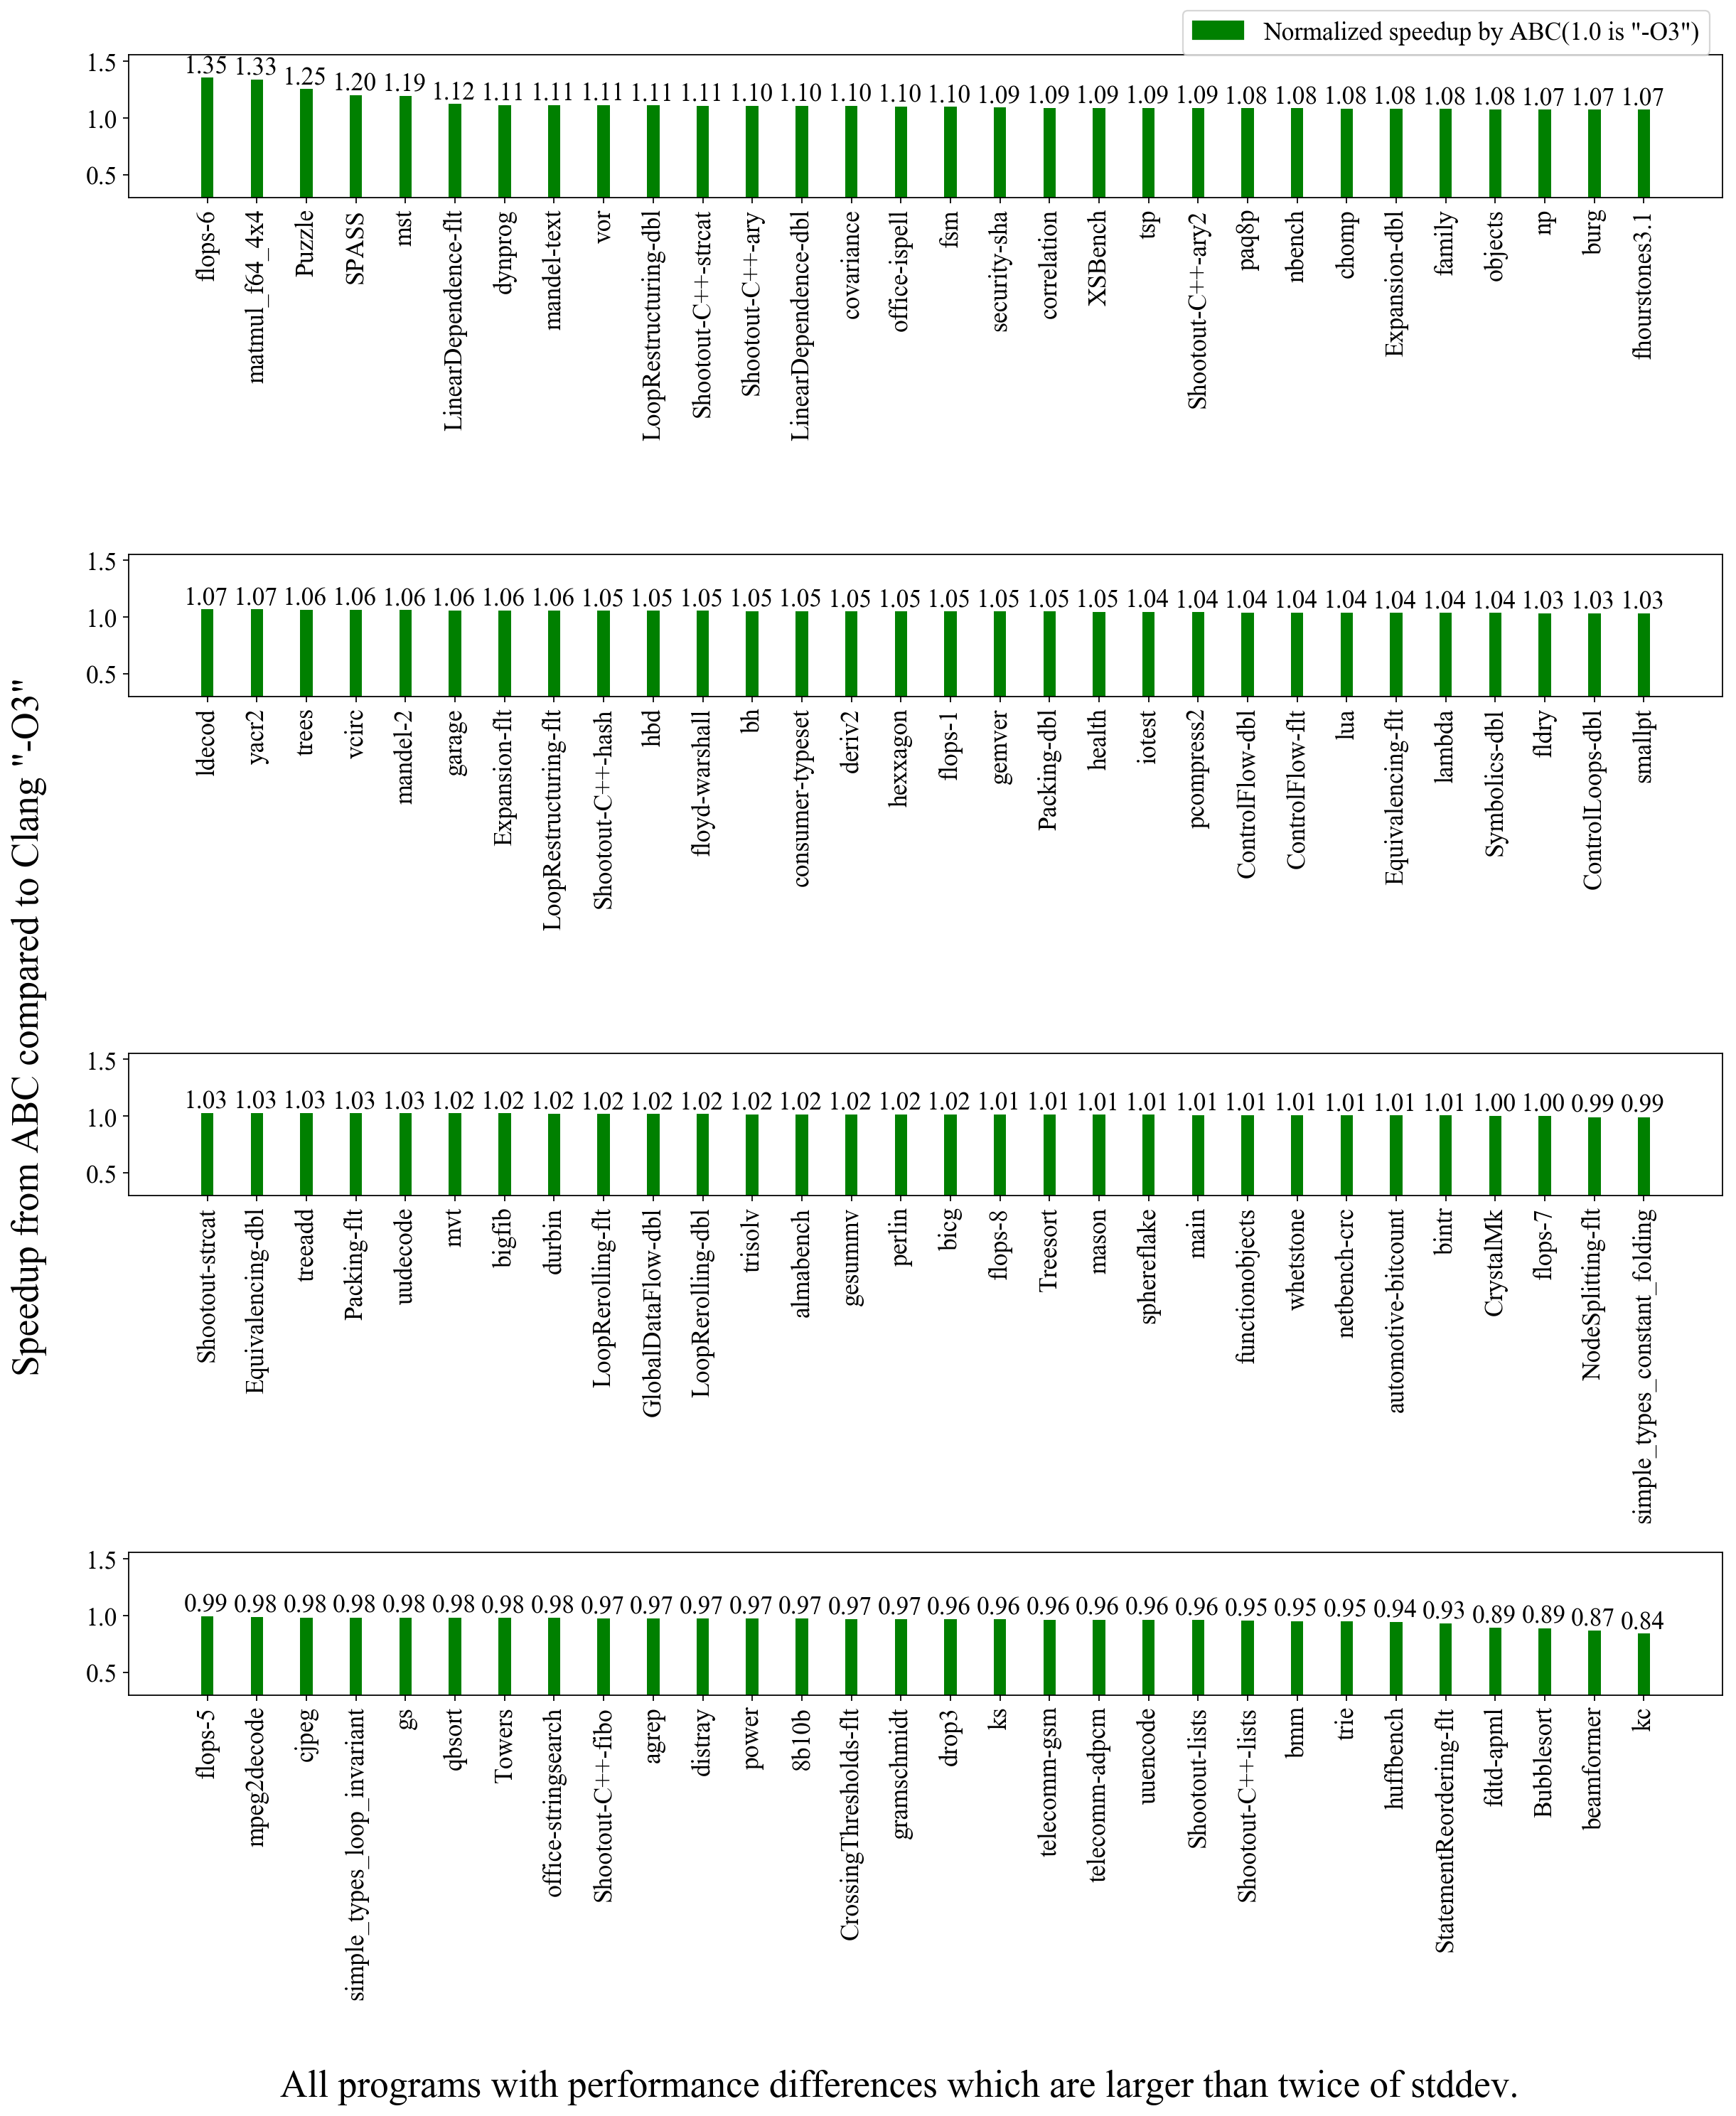 Normalized speedup by ABC(1.0 is "-O3")
Speedup from ABC compared to Clang "-O3"
1.5
1.0
0.5
1.35 1.33 1.25 1.20 1.19 1.12 1.11 1.11 1.11 1.11 1.11 1.10 1.10 1.10 1.10 1.10 1.09 1.09 1.09 1.09 1.09 1.08 1.08 1.08 1.08 1.08 1.08 1.07 1.07 1.07
flops-6
matmul_f64_4x4
Puzzle
SPASS
mst
LinearDependence-flt
dynprog
mandel-text
vor
LoopRestructuring-dbl
Shootout-C++-strcat
Shootout-C++-ary
LinearDependence-dbl
covariance
office-ispell
fsm
security-sha
correlation
XSBench
tsp
Shootout-C++-ary2
paq8p
nbench
chomp
Expansion-dbl
family
objects
np
burg
fhourstones3.1
1.5
1.0
0.5
1.07 1.07 1.06 1.06 1.06 1.06 1.06 1.06 1.05 1.05 1.05 1.05 1.05 1.05 1.05 1.05 1.05 1.05 1.05 1.04 1.04 1.04 1.04 1.04 1.04 1.04 1.04 1.03 1.03 1.03
ldecod
yacr2
trees
vcirc
mandel-2
garage
Expansion-flt
LoopRestructuring-flt
Shootout-C++-hash
hbd
floyd-warshall
bh
consumer-typeset
deriv2
hexxagon
flops-1
gemver
Packing-dbl
health
iotest
pcompress2
ControlFlow-dbl
ControlFlow-flt
lua
Equivalencing-flt
lambda
Symbolics-dbl
fldry
ControlLoops-dbl
smallpt
1.5
1.0
0.5
1.03 1.03 1.03 1.03 1.03 1.02 1.02 1.02 1.02 1.02 1.02 1.02 1.02 1.02 1.02 1.02 1.01 1.01 1.01 1.01 1.01 1.01 1.01 1.01 1.01 1.01 1.00 1.00 0.99 0.99
Shootout-strcat
Equivalencing-dbl
treeadd
Packing-flt
uudecode
mvt
bigfib
durbin
LoopRerolling-flt
GlobalDataFlow-dbl
LoopRerolling-dbl
trisolv
almabench
gesummv
perlin
bicg
flops-8
Treesort
mason
sphereflake
main
functionobjects
whetstone
netbench-crc
automotive-bitcount
bintr
CrystalMk
flops-7
NodeSplitting-flt
simple_types_constant_folding
1.5
1.0
0.5
0.99 0.98 0.98 0.98 0.98 0.98 0.98 0.98 0.97 0.97 0.97 0.97 0.97 0.97 0.97 0.96 0.96 0.96 0.96 0.96 0.96 0.95 0.95 0.95 0.94 0.93 0.89 0.89 0.87 0.84
flops-5
mpeg2decode
cjpeg
simple_types_loop_invariant
gs
qbsort
Towers
office-stringsearch
Shootout-C++-fibo
agrep
distray
power
8b10b
CrossingThresholds-flt
gramschmidt
drop3
ks
telecomm-gsm
telecomm-adpcm
uuencode
Shootout-lists
Shootout-C++-lists
bmm
trie
huffbench
StatementReordering-flt
fdtd-apml
Bubblesort
beamformer
kc
All programs with performance differences which are larger than twice of stddev.